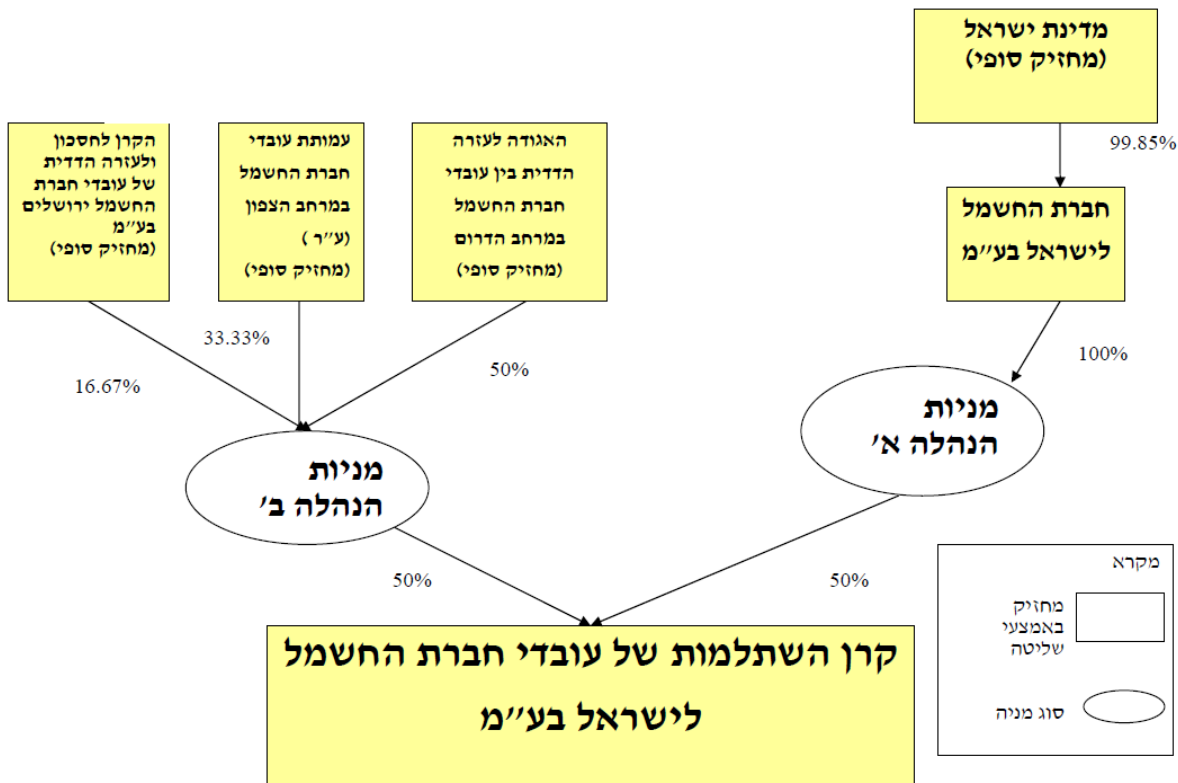 מדינת ישראל
(מחזיק סופי)
99.85%
הקרן לחסכון
ולעזרה הדדית
של עובדי חברת
החשמל ירושלים
בע"מ
(מחזיק סופי)
עמותת עובדי
חברת החשמל
במרחב הצפון
(ע"ר )
(מחזיק סופי)
האגודה לעזרה
הדדית בין עובדי
חברת החשמל
במרחב הדרום
(מחזיק סופי)
חברת החשמל
לישראל בע"מ
33.33%
16.67%
50%
100%
מניות
הנהלה א'
מניות
הנהלה ב'
50%
50%
קרן השתלמות של עובדי חברת החשמל
לישראל בע"מ
מקרא
מחזיק
באמצעי
שליטה
סוג מניה